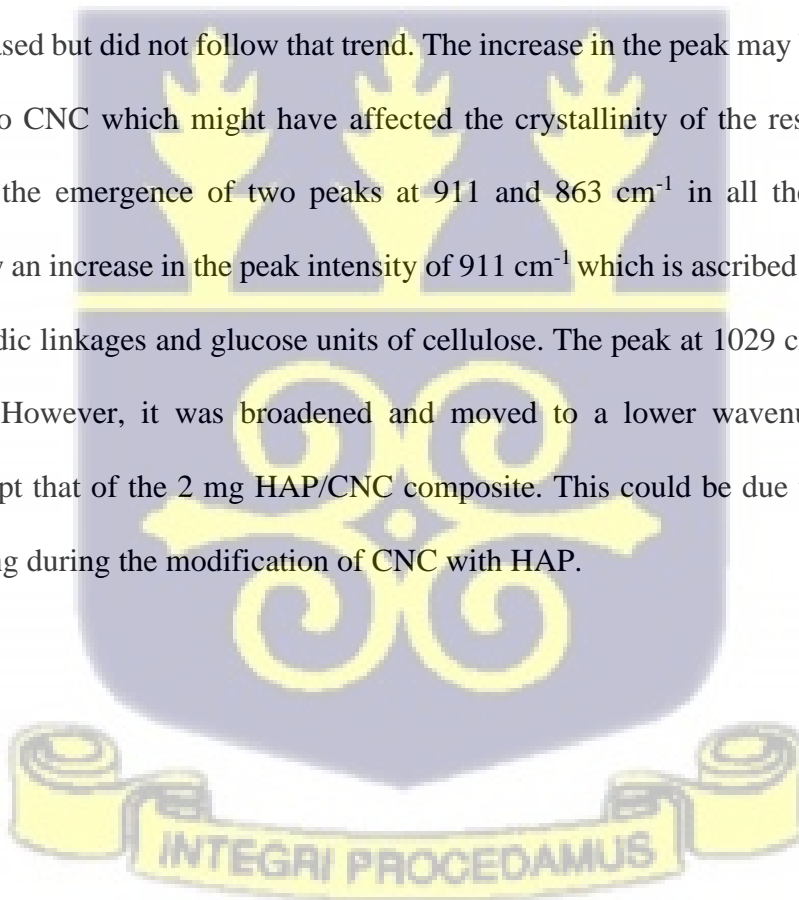 ased but did not follow that trend. The increase in the peak may
o CNC which might have affected the crystallinity of the res
the emergence of two peaks at 911 and 863 cm⁻¹ in all the
y an increase in the peak intensity of 911 cm⁻¹ which is ascribed
dic linkages and glucose units of cellulose. The peak at 1029 c
However, it was broadened and moved to a lower wavenu
pt that of the 2 mg HAP/CNC composite. This could be due
ng during the modification of CNC with HAP.
INTEGRI PROCEDAMUS